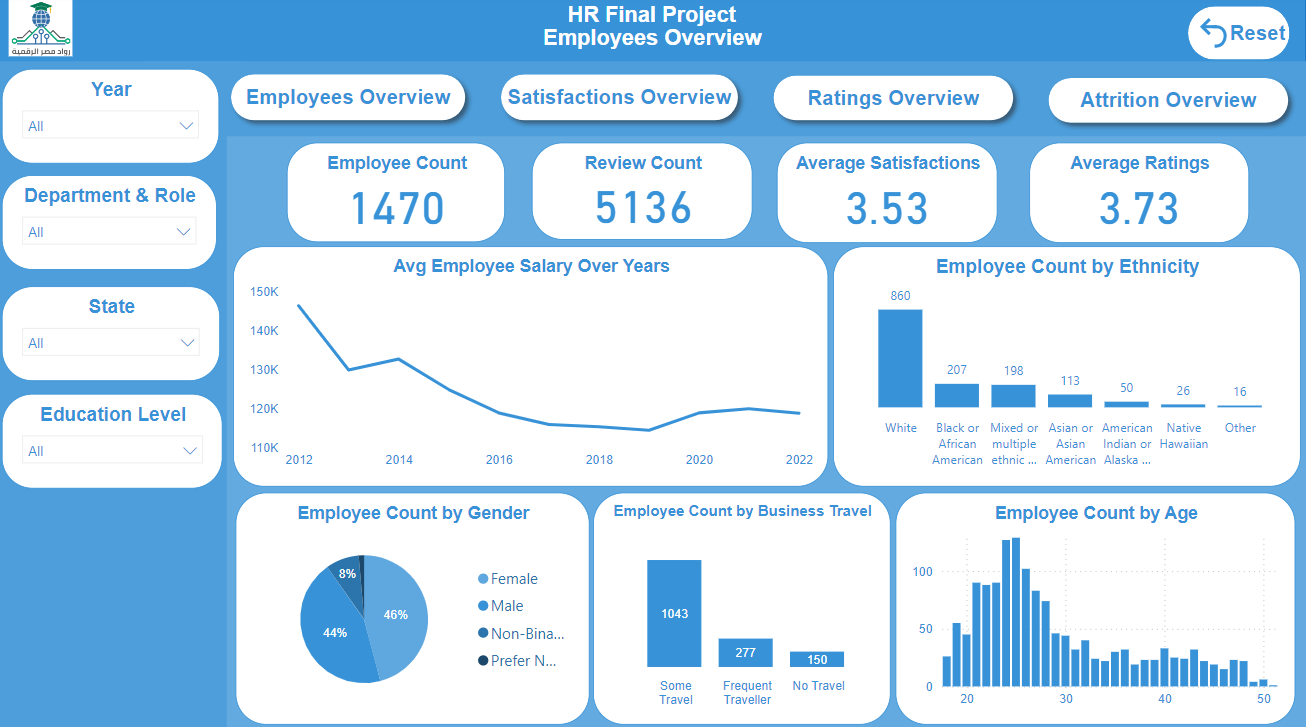 HR Final Project
Employees Overview
رواد مصر الرقمية
Reset
Year
All
Department & Role
All
State
All
Education Level
All
Employees Overview
Satisfactions Overview
Ratings Overview
Attrition Overview
Employee Count
1470
Review Count
5136
Average Satisfactions
3.53
Average Ratings
3.73
Avg Employee Salary Over Years
150K
140K
130K
120K
110K
2012 2014 2016 2018 2020 2022
Employee Count by Ethnicity
860
207
198
113
50
26
16
White
Black or
African
American
Mixed or
multiple
ethnic ...
Asian or
Asian
American
American
Indian or
Alaska ...
Native
Hawaiian
Other
Employee Count by Gender
8%
46%
44%
Female
Male
Non-Bina...
Prefer N...
Employee Count by Business Travel
1043
277
150
Some
Travel
Frequent
Traveller
No Travel
Employee Count by Age
100
50
0
20 30 40 50